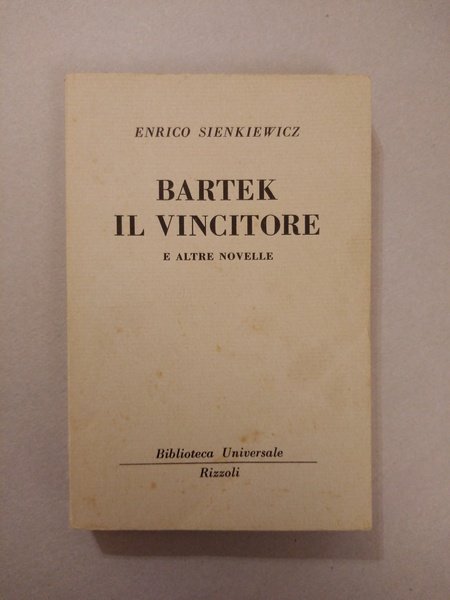 ENRICO SIENKIEWICZ
BARTEK
IL VINCITORE
E ALTRE NOVELLE
Biblioteca Universale
Rizzoli